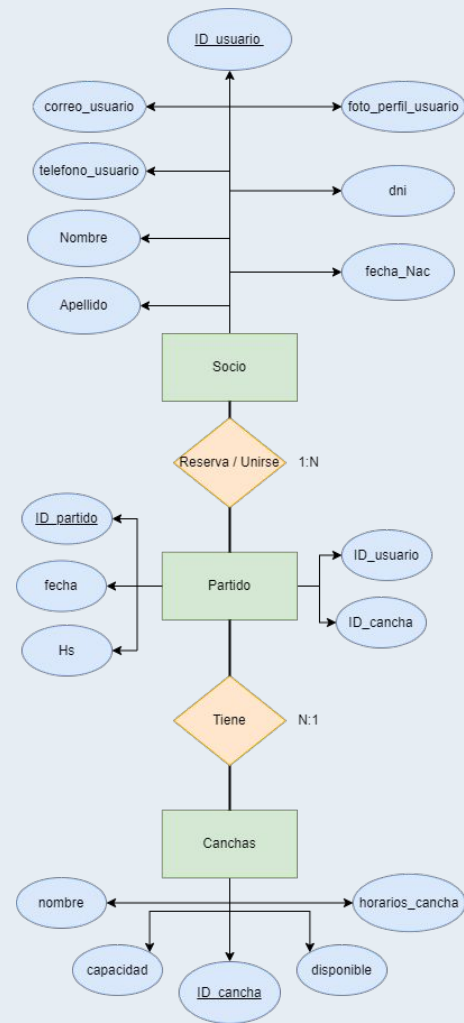 ID_usuario
correo_usuario
foto_perfil_usuario
telefono_usuario
dni
Nombre
fecha_Nac
Apellido
Socio
Reserva / Unirse
1:N
ID_partido
ID_usuario
fecha
Partido
ID_cancha
Hs
Tiene
N:1
Canchas
nombre
horarios_cancha
capacidad
disponible
ID_cancha